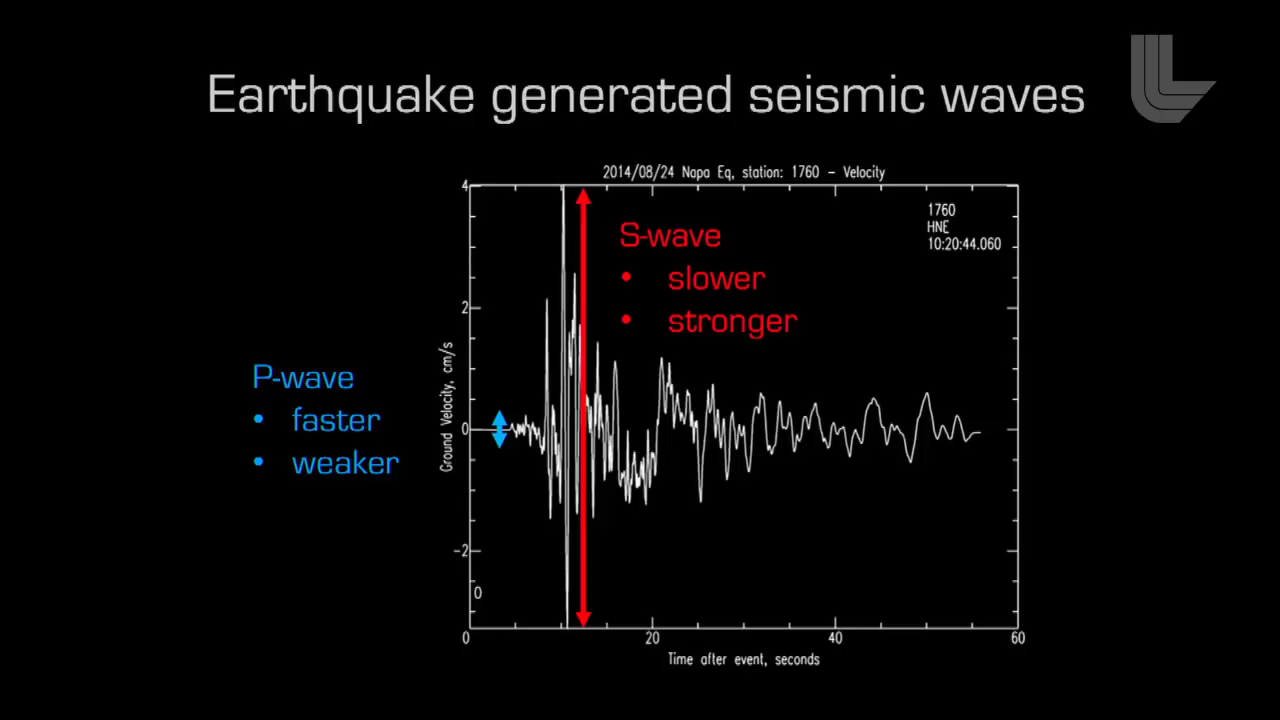 Earthquake generated seismic waves
2014/08/24 Napa Eq, station: 1760 - Velocity
1760
HNE
10:20:44.060
S-wave
• slower
• stronger
P-wave
• faster
• weaker
Ground Velocity, cm/s
4
2
0
-2
0
0
20
40
60
Time after event, seconds